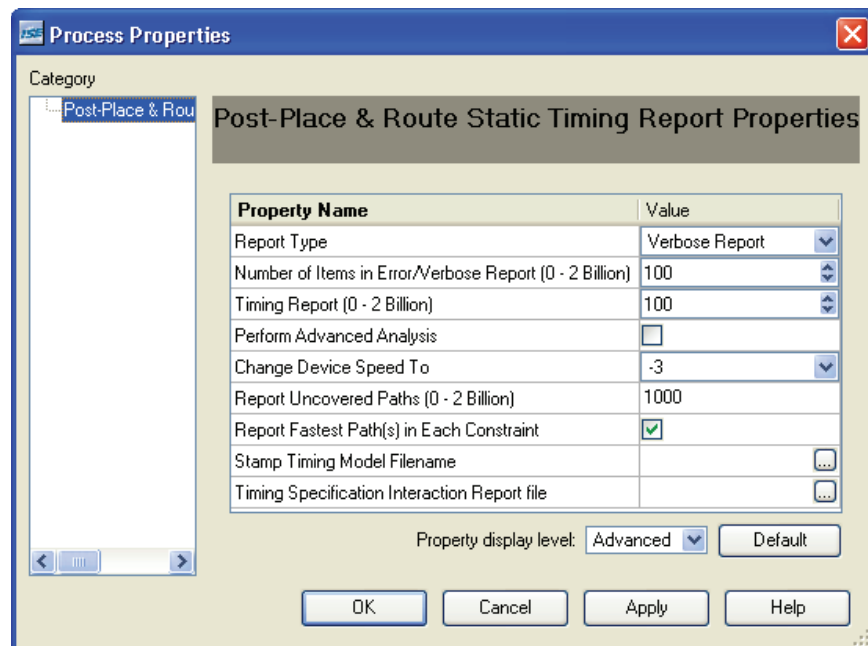 ISE Process Properties
Category
Post-Place & Rou
Post-Place & Route Static Timing Report Properties
Property Name Value
Report Type Verbose Report
Number of Items in Error/Verbose Report (0 - 2 Billion) 100
Timing Report (0 - 2 Billion) 100
Perform Advanced Analysis
Change Device Speed To -3
Report Uncovered Paths (0 - 2 Billion) 1000
Report Fastest Path(s) in Each Constraint
Stamp Timing Model Filename ...
Timing Specification Interaction Report file ...
Property display level: Advanced Default
OK Cancel Apply Help